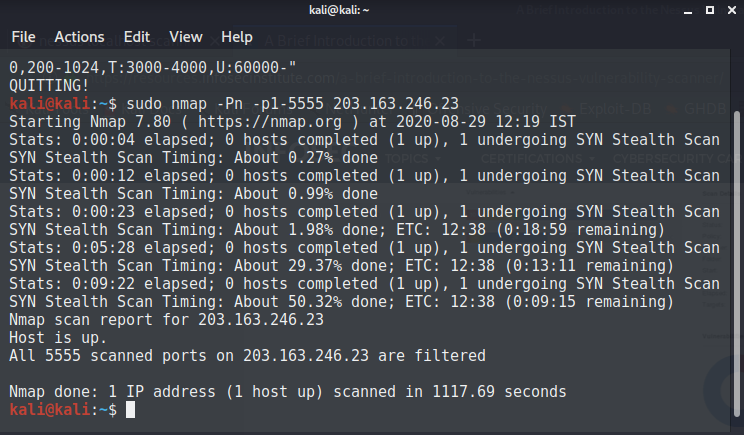 kali@kali: ~
File Actions Edit View Help
0,200-1024,T:3000-4000,U:60000-"
QUITTING!
kali@kali:~$ sudo nmap -Pn -p1-5555 203.163.246.23
Starting Nmap 7.80 ( https://nmap.org ) at 2020-08-29 12:19 IST
Stats: 0:00:04 elapsed; 0 hosts completed (1 up), 1 undergoing SYN Stealth Scan
SYN Stealth Scan Timing: About 0.27% done
Stats: 0:00:12 elapsed; 0 hosts completed (1 up), 1 undergoing SYN Stealth Scan
SYN Stealth Scan Timing: About 0.99% done
Stats: 0:00:23 elapsed; 0 hosts completed (1 up), 1 undergoing SYN Stealth Scan
SYN Stealth Scan Timing: About 1.98% done; ETC: 12:38 (0:18:59 remaining)
Stats: 0:05:28 elapsed; 0 hosts completed (1 up), 1 undergoing SYN Stealth Scan
SYN Stealth Scan Timing: About 29.37% done; ETC: 12:38 (0:13:11 remaining)
Stats: 0:09:22 elapsed; 0 hosts completed (1 up), 1 undergoing SYN Stealth Scan
SYN Stealth Scan Timing: About 50.32% done; ETC: 12:38 (0:09:15 remaining)
Nmap scan report for 203.163.246.23
Host is up.
All 5555 scanned ports on 203.163.246.23 are filtered
Nmap done: 1 IP address (1 host up) scanned in 1117.69 seconds
kali@kali:~$